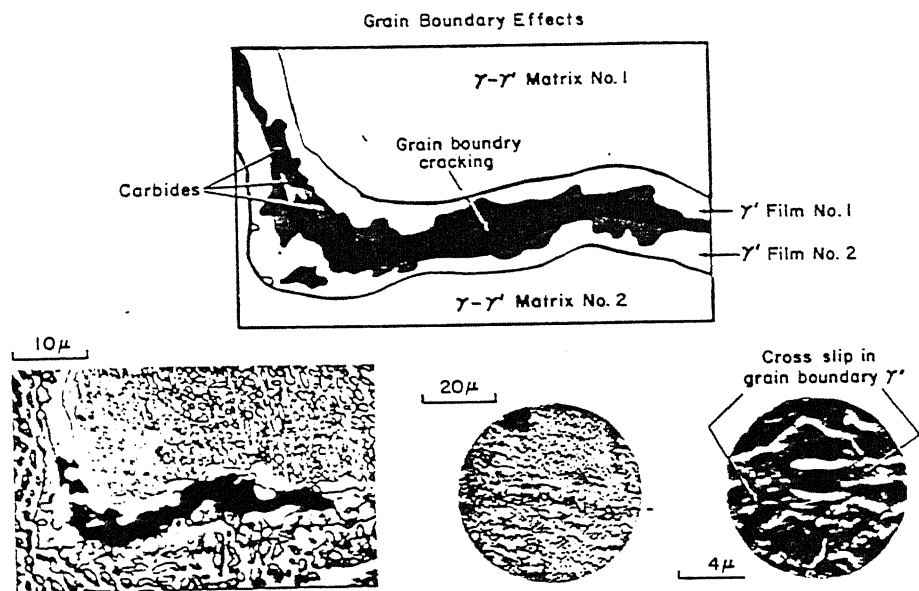 Grain Boundary Effects
γ-γ' Matrix No. 1
Grain boundry
cracking
Carbides
γ' Film No. 1
γ' Film No. 2
γ-γ' Matrix No. 2
10μ
20μ
Cross slip in
grain boundary γ'
4μ